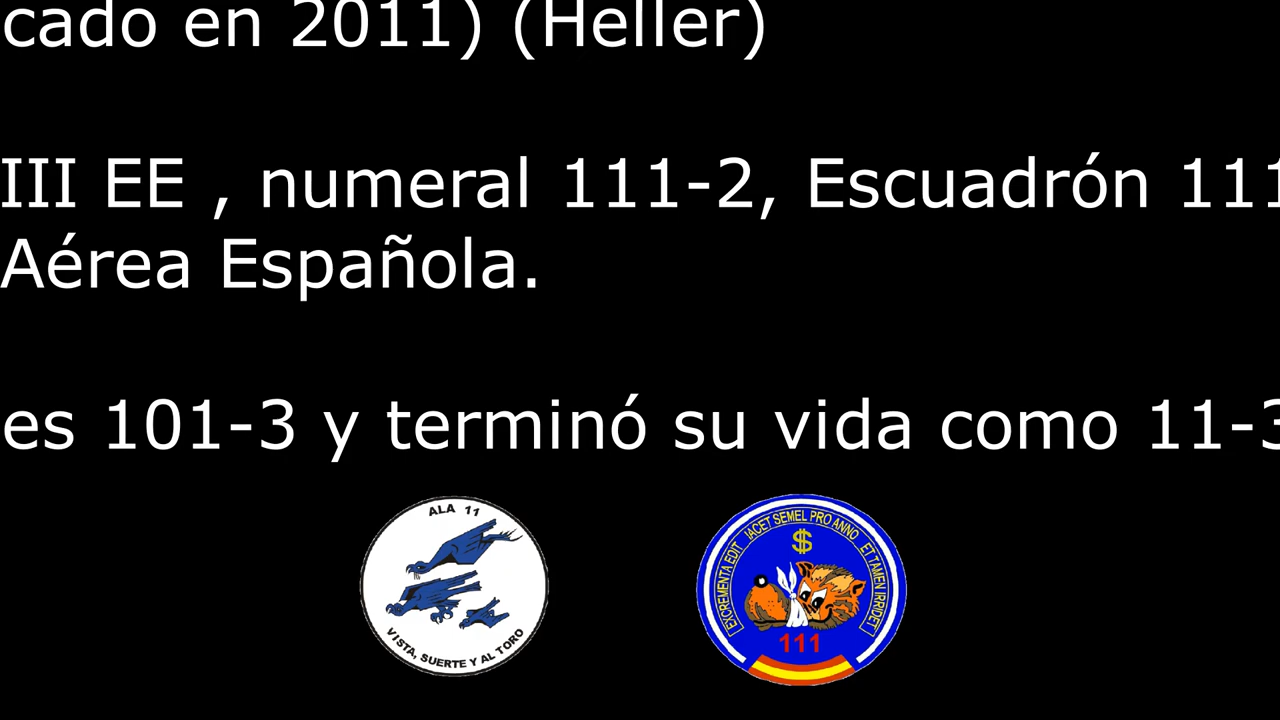 cado en 2011) (Heller)
III EE , numeral 111-2, Escuadrón 111
Aérea Española.
es 101-3 y terminó su vida como 11-3
ALA 11
VISTA, SUERTE Y AL TORO
EXCREMENTA EDIT IACET SEMEL PRO ANNO ET TAMEN IRRIDET
$
111